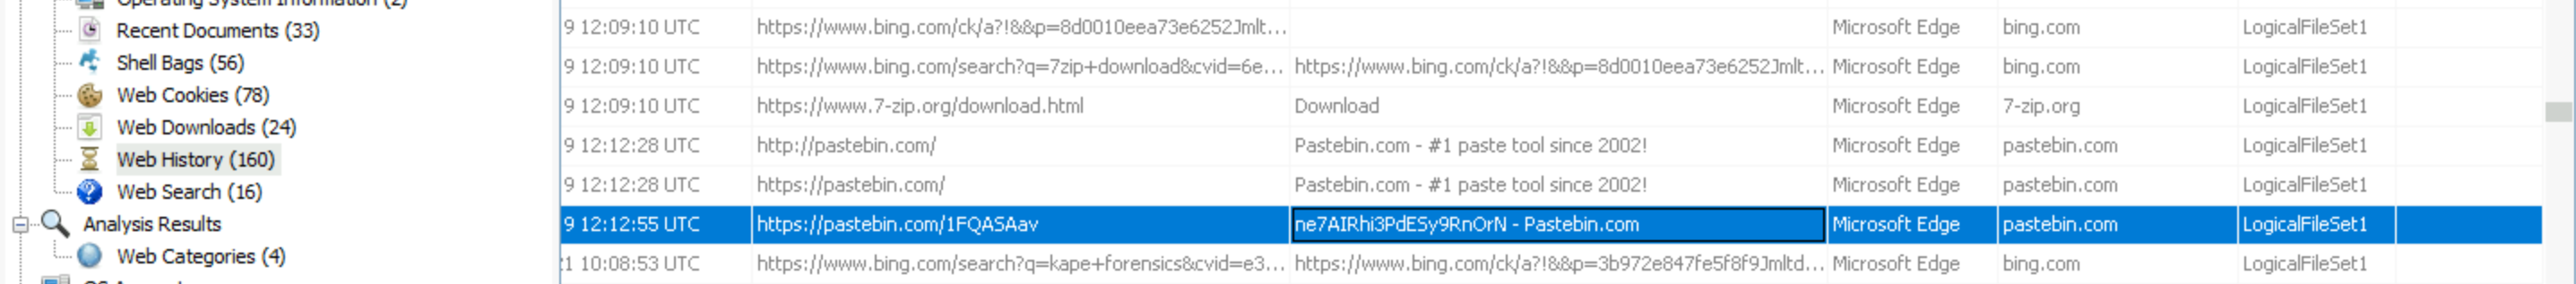 Operating System Information (2)
Recent Documents (33)
Shell Bags (56)
Web Cookies (78)
Web Downloads (24)
Web History (160)
Web Search (16)
Analysis Results
Web Categories (4)
9 12:09:10 UTC https://www.bing.com/ck/a?!&&p=8d0010eea73e6252Jmlt... Microsoft Edge bing.com LogicalFileSet1
9 12:09:10 UTC https://www.bing.com/search?q=7zip+download&cvid=6e... https://www.bing.com/ck/a?!&&p=8d0010eea73e6252Jmlt... Microsoft Edge bing.com LogicalFileSet1
9 12:09:10 UTC https://www.7-zip.org/download.html Download Microsoft Edge 7-zip.org LogicalFileSet1
9 12:12:28 UTC http://pastebin.com/ Pastebin.com - #1 paste tool since 2002! Microsoft Edge pastebin.com LogicalFileSet1
9 12:12:28 UTC https://pastebin.com/ Pastebin.com - #1 paste tool since 2002! Microsoft Edge pastebin.com LogicalFileSet1
9 12:12:55 UTC https://pastebin.com/1FQASAav ne7AIRhi3PdESy9RnOrN - Pastebin.com Microsoft Edge pastebin.com LogicalFileSet1
1 10:08:53 UTC https://www.bing.com/search?q=kape+forensics&cvid=e3... https://www.bing.com/ck/a?!&&p=3b972e847fe5f8f9Jmltd... Microsoft Edge bing.com LogicalFileSet1